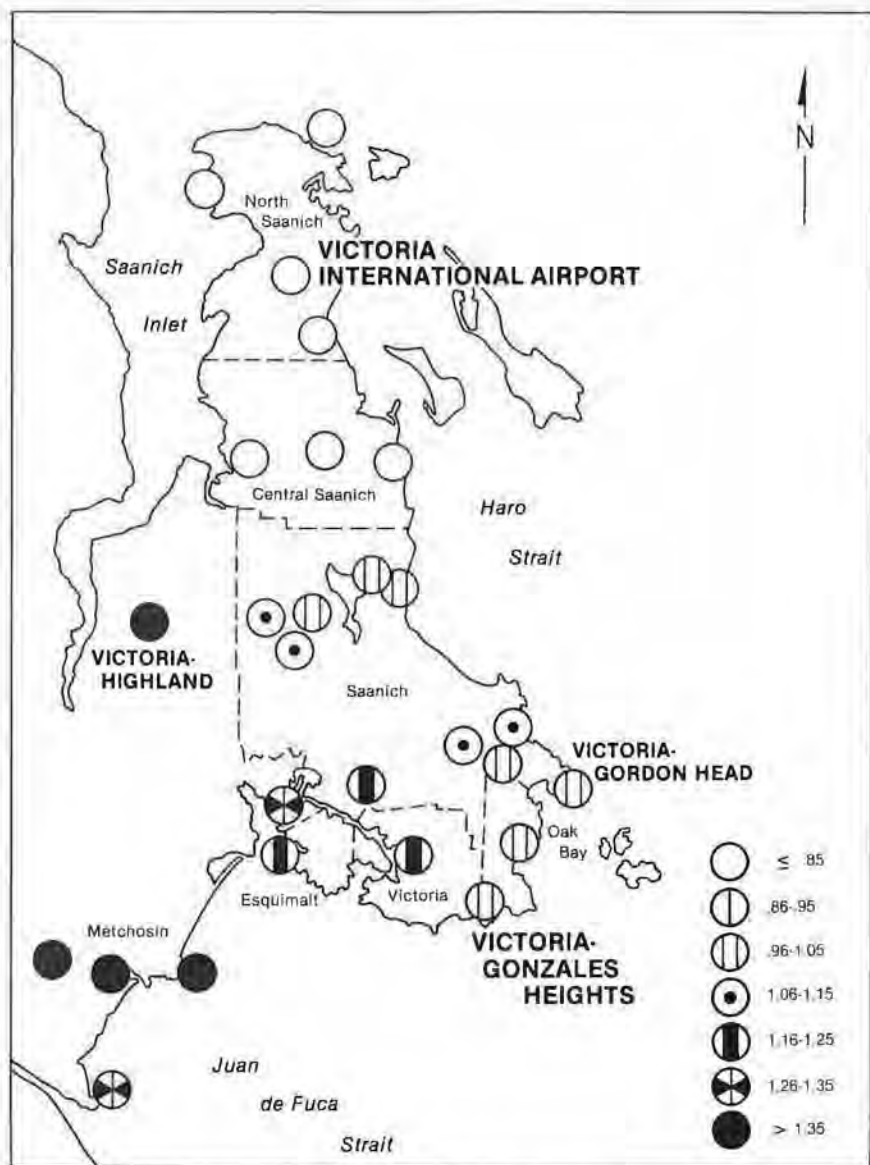 N
North
Saanich
VICTORIA
INTERNATIONAL AIRPORT
Saanich
Inlet
Central Saanich
Haro
Strait
VICTORIA-
HIGHLAND
Saanich
VICTORIA-
GORDON HEAD
Oak
Bay
Esquimalt
Victoria
Metchosin
VICTORIA-
GONZALES
HEIGHTS
Juan
de Fuca
Strait
≤ .85
.86-.95
.96-1.05
1.06-1.15
1.16-1.25
1.26-1.35
> 1.35